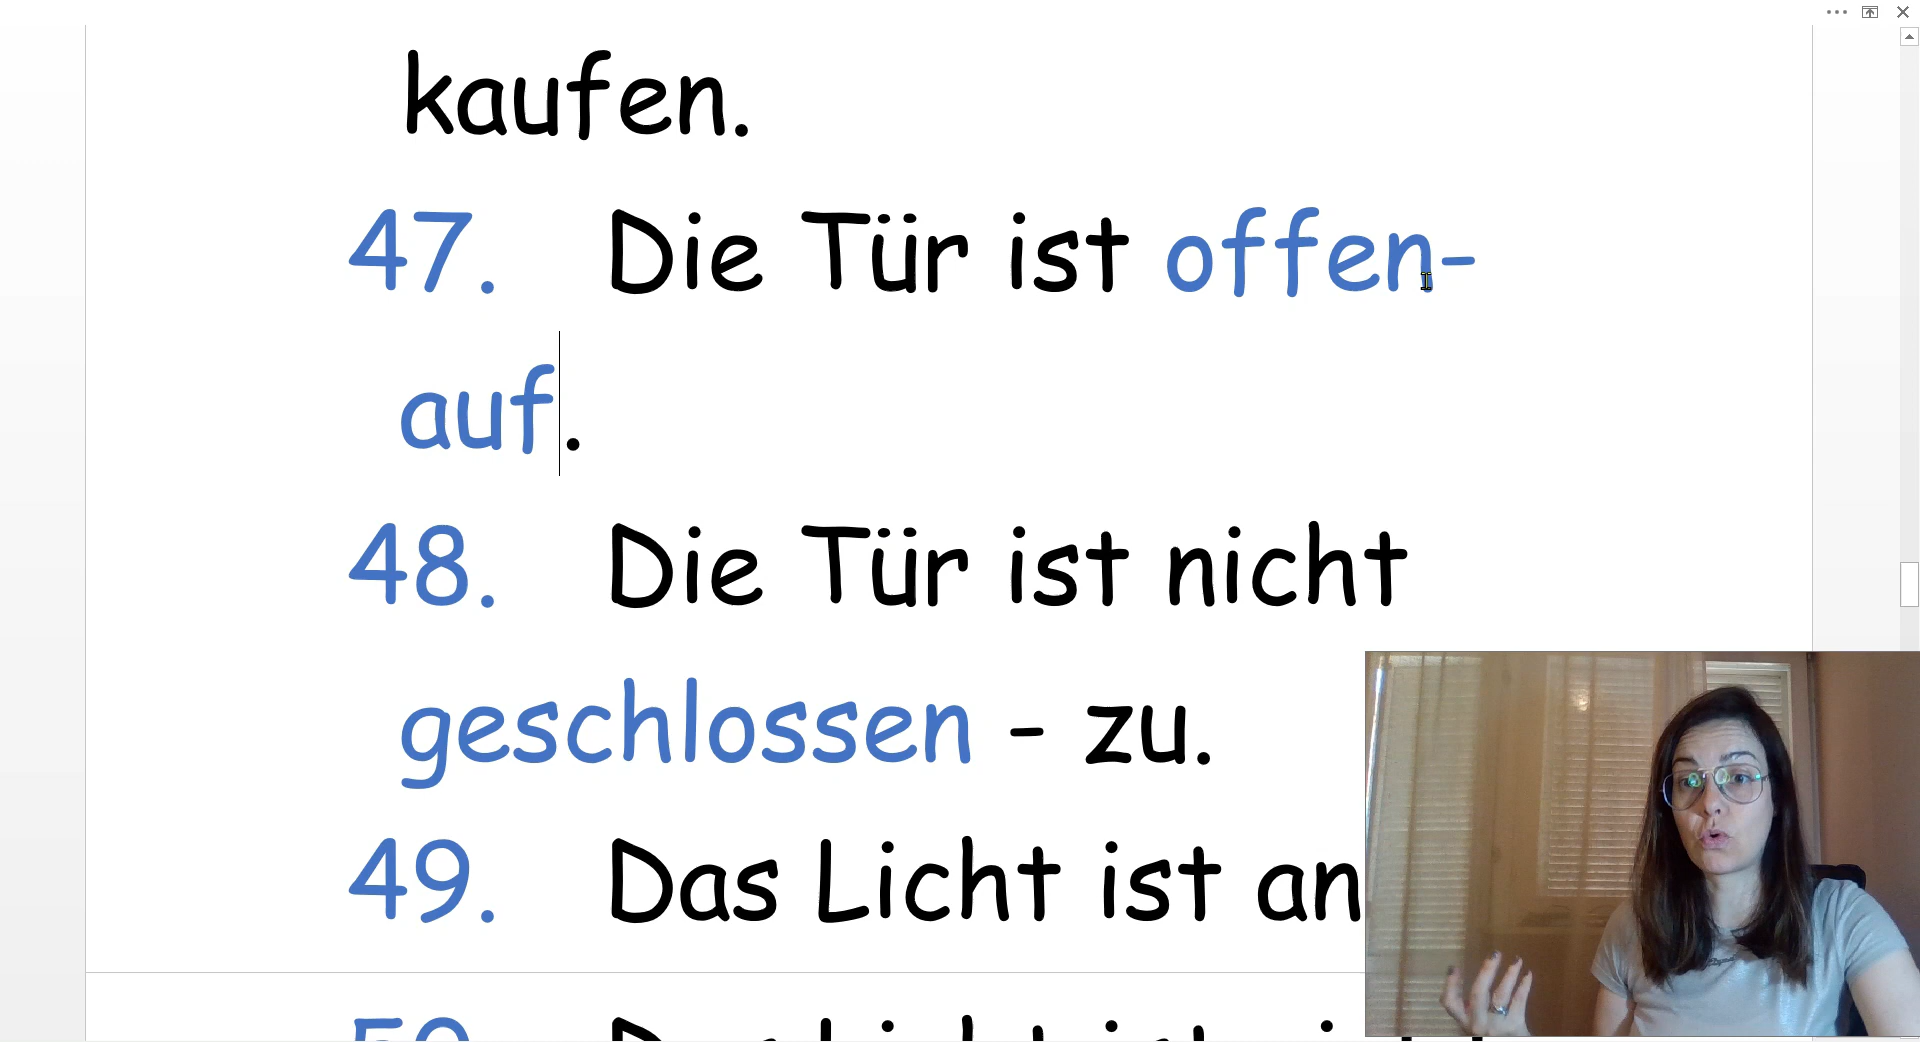 kaufen.
47. Die Tür ist offen-
auf.
48. Die Tür ist nicht
geschlossen - zu.
49. Das Licht ist an